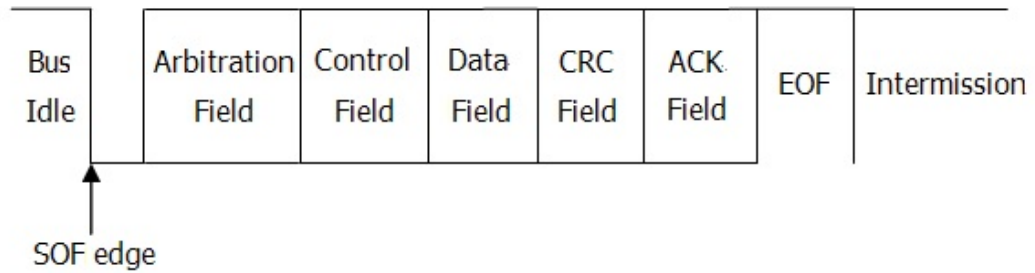 Bus
Idle
Arbitration
Field
Control
Field
Data
Field
CRC
Field
ACK
Field
EOF
Intermission
SOF edge